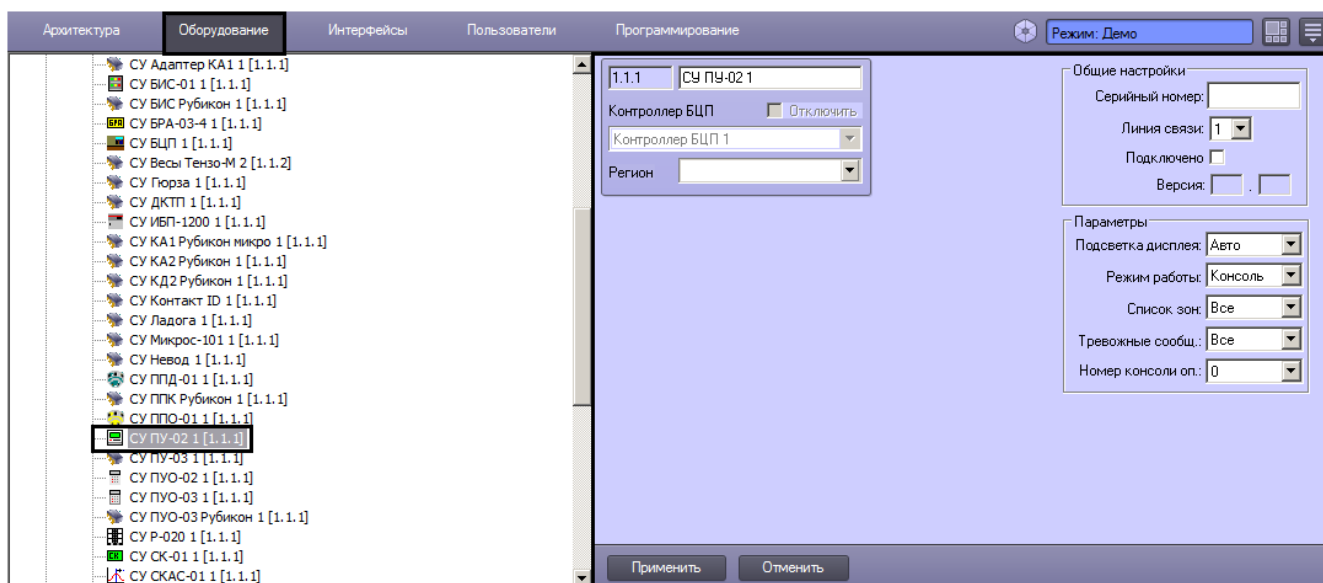 Архитектура Оборудование Интерфейсы Пользователи Программирование Режим: Демо
СУ Адаптер КА1 1 [1.1.1]
СУ БИС-01 1 [1.1.1]
СУ БИС Рубикон 1 [1.1.1]
СУ БРА-03-4 1 [1.1.1]
СУ БЦП 1 [1.1.1]
СУ Весы Тензо-М 2 [1.1.2]
СУ Гюрза 1 [1.1.1]
СУ ДКТП 1 [1.1.1]
СУ ИБП-1200 1 [1.1.1]
СУ КА1 Рубикон микро 1 [1.1.1]
СУ КА2 Рубикон 1 [1.1.1]
СУ КД2 Рубикон 1 [1.1.1]
СУ Контакт ID 1 [1.1.1]
СУ Ладога 1 [1.1.1]
СУ Микрос-101 1 [1.1.1]
СУ Невод 1 [1.1.1]
СУ ППД-01 1 [1.1.1]
СУ ППК Рубикон 1 [1.1.1]
СУ ППО-01 1 [1.1.1]
СУ ПУ-02 1 [1.1.1]
СУ ПУ-03 1 [1.1.1]
СУ ПУО-02 1 [1.1.1]
СУ ПУО-03 1 [1.1.1]
СУ ПУО-03 Рубикон 1 [1.1.1]
СУ Р-020 1 [1.1.1]
СУ СК-01 1 [1.1.1]
СУ СКАС-01 1 [1.1.1]
1.1.1 СУ ПУ-02 1
Контроллер БЦП Отключить
Контроллер БЦП 1
Регион
Общие настройки
Серийный номер:
Линия связи: 1
Подключено
Версия: .
Параметры
Подсветка дисплея: Авто
Режим работы: Консоль
Список зон: Все
Тревожные сообщ.: Все
Номер консоли оп.: 0
Применить Отменить